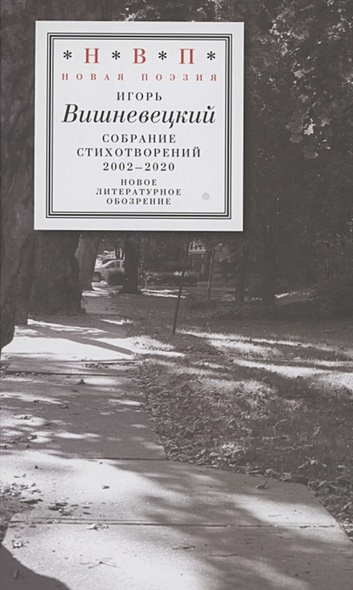 * Н * В * П *
НОВАЯ ПОЭЗИЯ
ИГОРЬ
Вишневецкий
СОБРАНИЕ
СТИХОТВОРЕНИЙ
2002–2020
НОВОЕ
ЛИТЕРАТУРНОЕ
ОБОЗРЕНИЕ